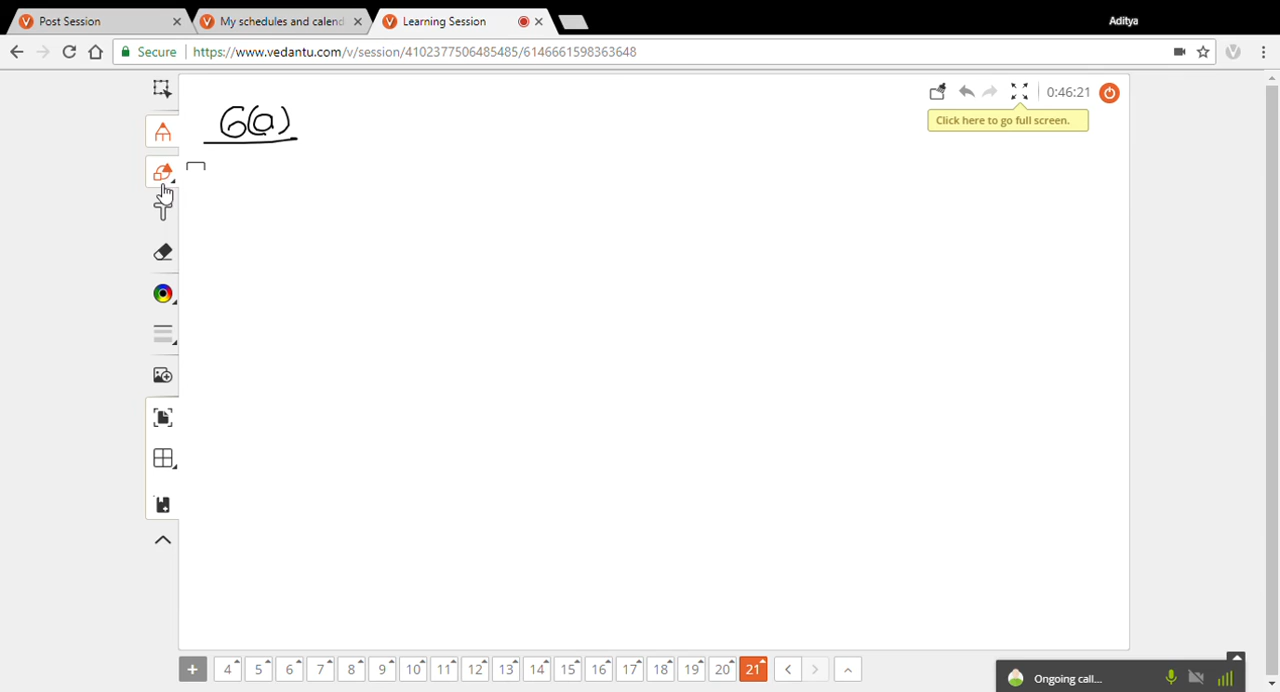 Post Session
My schedules and calend
Learning Session
Aditya
Secure
https://www.vedantu.com/v/session/4102377506485485/6146661598363648
6(a)
0:46:21
Click here to go full screen.
+ 4 5 6 7 8 9 10 11 12 13 14 15 16 17 18 19 20 21
Ongoing call...